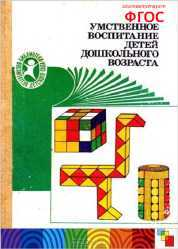 ФГОС
УМСТВЕННОЕ
ВОСПИТАНИЕ
ДЕТЕЙ
ДОШКОЛЬНОГО
ВОЗРАСТА